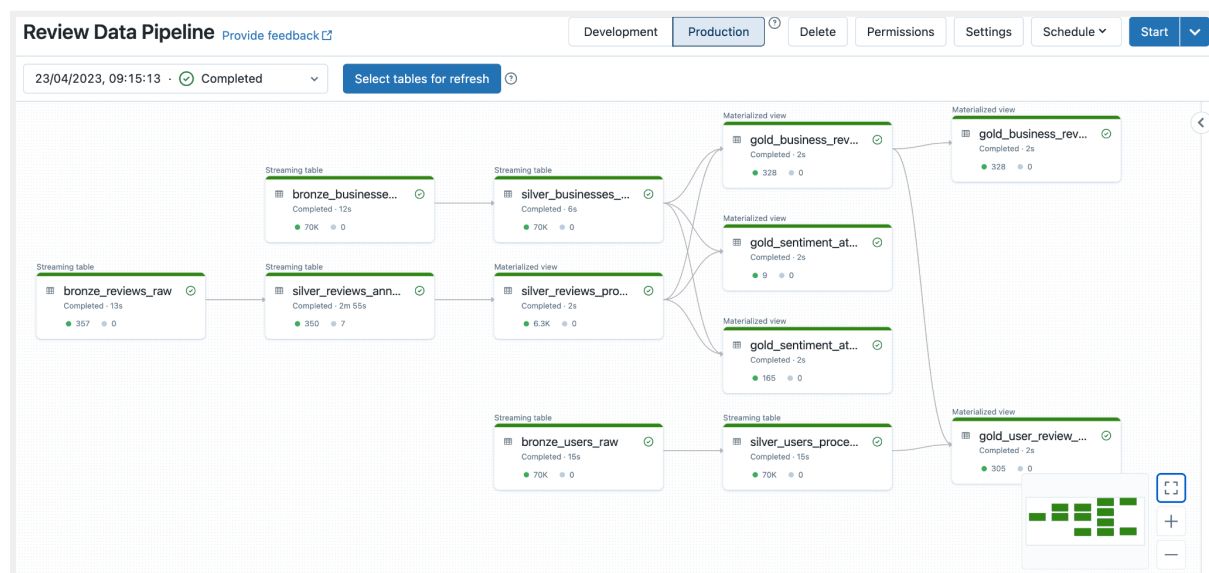 Review Data Pipeline Provide feedback
Development Production Delete Permissions Settings Schedule Start
23/04/2023, 09:15:13 · Completed
Select tables for refresh
Streaming table
bronze_reviews_raw
Completed · 13s
357 0
Streaming table
bronze_businesse...
Completed · 12s
70K 0
Streaming table
silver_reviews_ann...
Completed · 2m 55s
350 7
Streaming table
silver_businesses_...
Completed · 6s
70K 0
Materialized view
silver_reviews_pro...
Completed · 2s
6.3K 0
Streaming table
bronze_users_raw
Completed · 15s
70K 0
Materialized view
gold_business_rev...
Completed · 2s
328 0
Materialized view
gold_sentiment_at...
Completed · 2s
9 0
Materialized view
gold_sentiment_at...
Completed · 2s
165 0
Streaming table
silver_users_proce...
Completed · 15s
70K 0
Materialized view
gold_business_rev...
Completed · 2s
328 0
Materialized view
gold_user_review_...
Completed · 2s
305 0